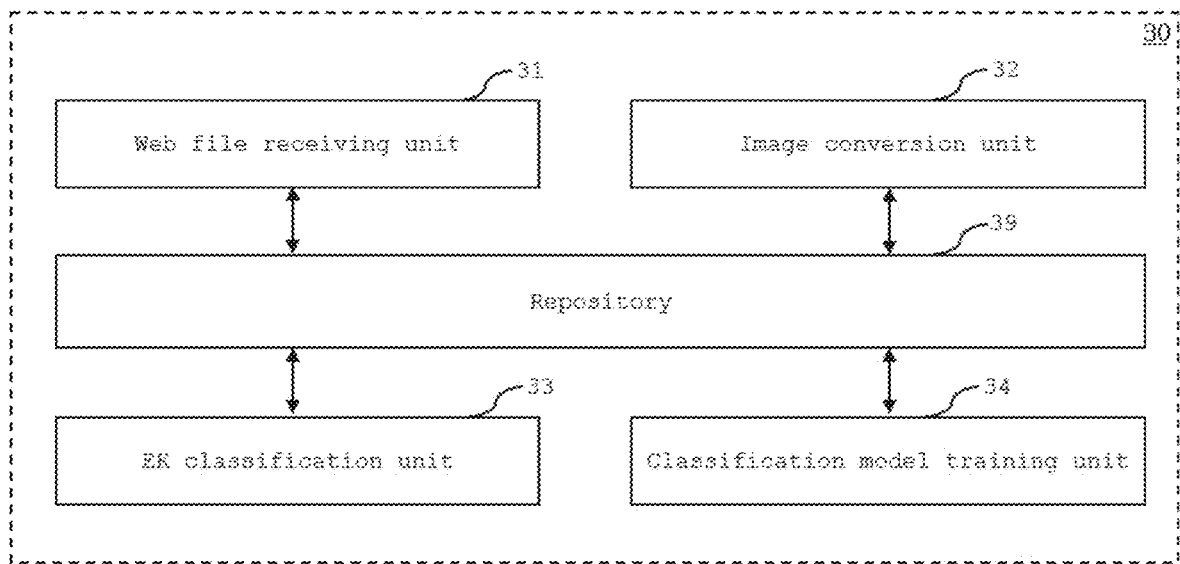 30
31
32
Web file receiving unit
Image conversion unit
39
Repository
33
34
EK classification unit
Classification model training unit